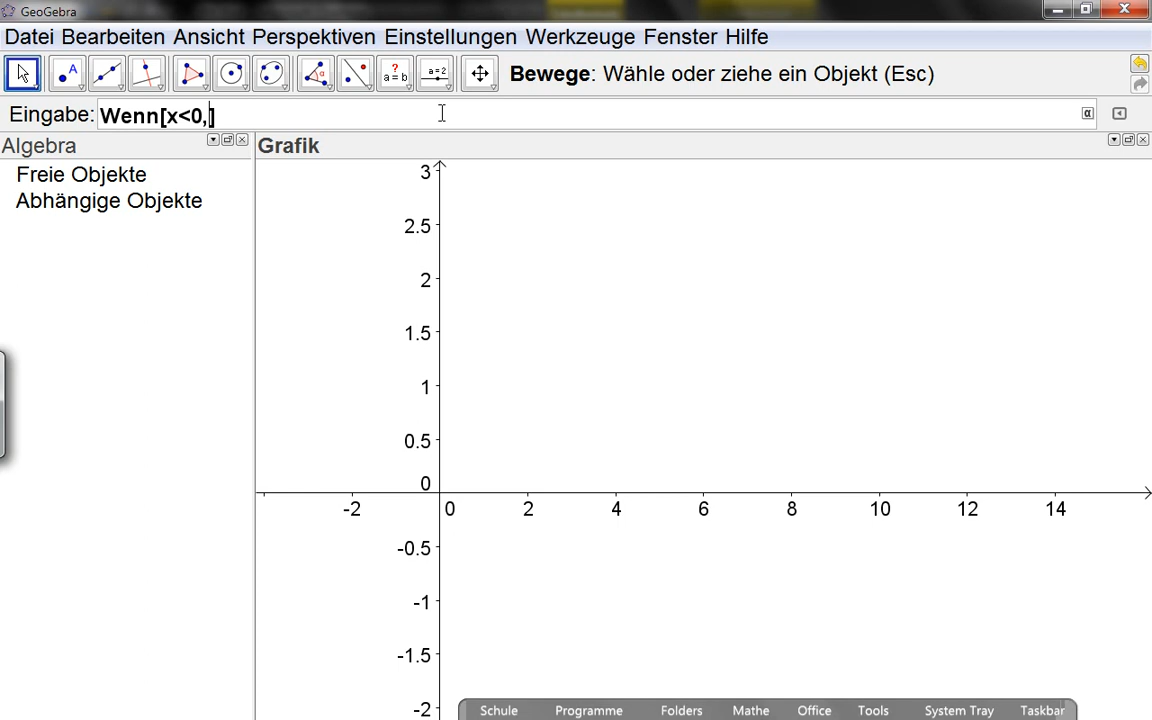 GeoGebra
Datei Bearbeiten Ansicht Perspektiven Einstellungen Werkzeuge Fenster Hilfe
A α ? a=b a=2 Bewege: Wähle oder ziehe ein Objekt (Esc)
Eingabe: Wenn[x<0,] α
Algebra
Grafik
Freie Objekte
Abhängige Objekte
3
2.5
2
1.5
1
0.5
0
-2 0 2 4 6 8 10 12 14
-0.5
-1
-1.5
-2
Schule Programme Folders Mathe Office Tools System Tray Taskbar